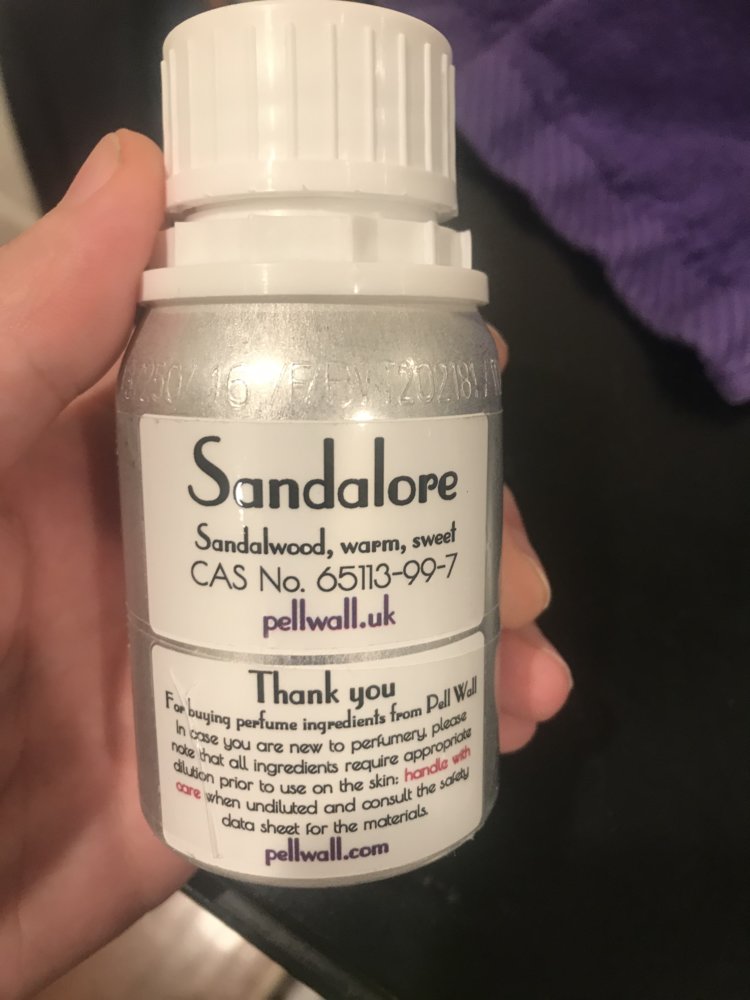 Sandalore
Sandalwood, warm, sweet
CAS No. 65113-99-7
pellwall.uk
Thank you
For buying perfume ingredients from Pell Wall
In case you are new to perfumery, please
note that all ingredients require appropriate
dilution prior to use on the skin: handle with
care when undiluted and consult the safety
data sheet for the materials.
pellwall.com